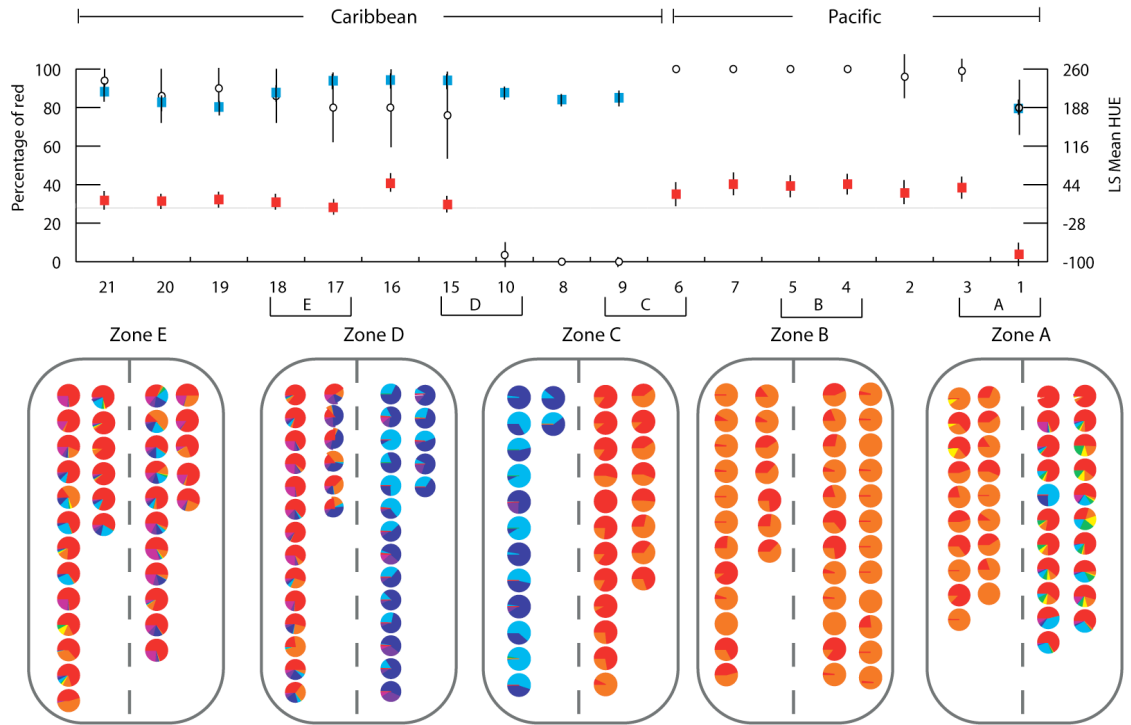 Caribbean Pacific
Percentage of red
100
80
60
40
20
0
260
188
116
44
-28
-100
LS Mean HUE
21 20 19 18 17 16 15 10 8 9 6 7 5 4 2 3 1
E D C B A
Zone E Zone D Zone C Zone B Zone A